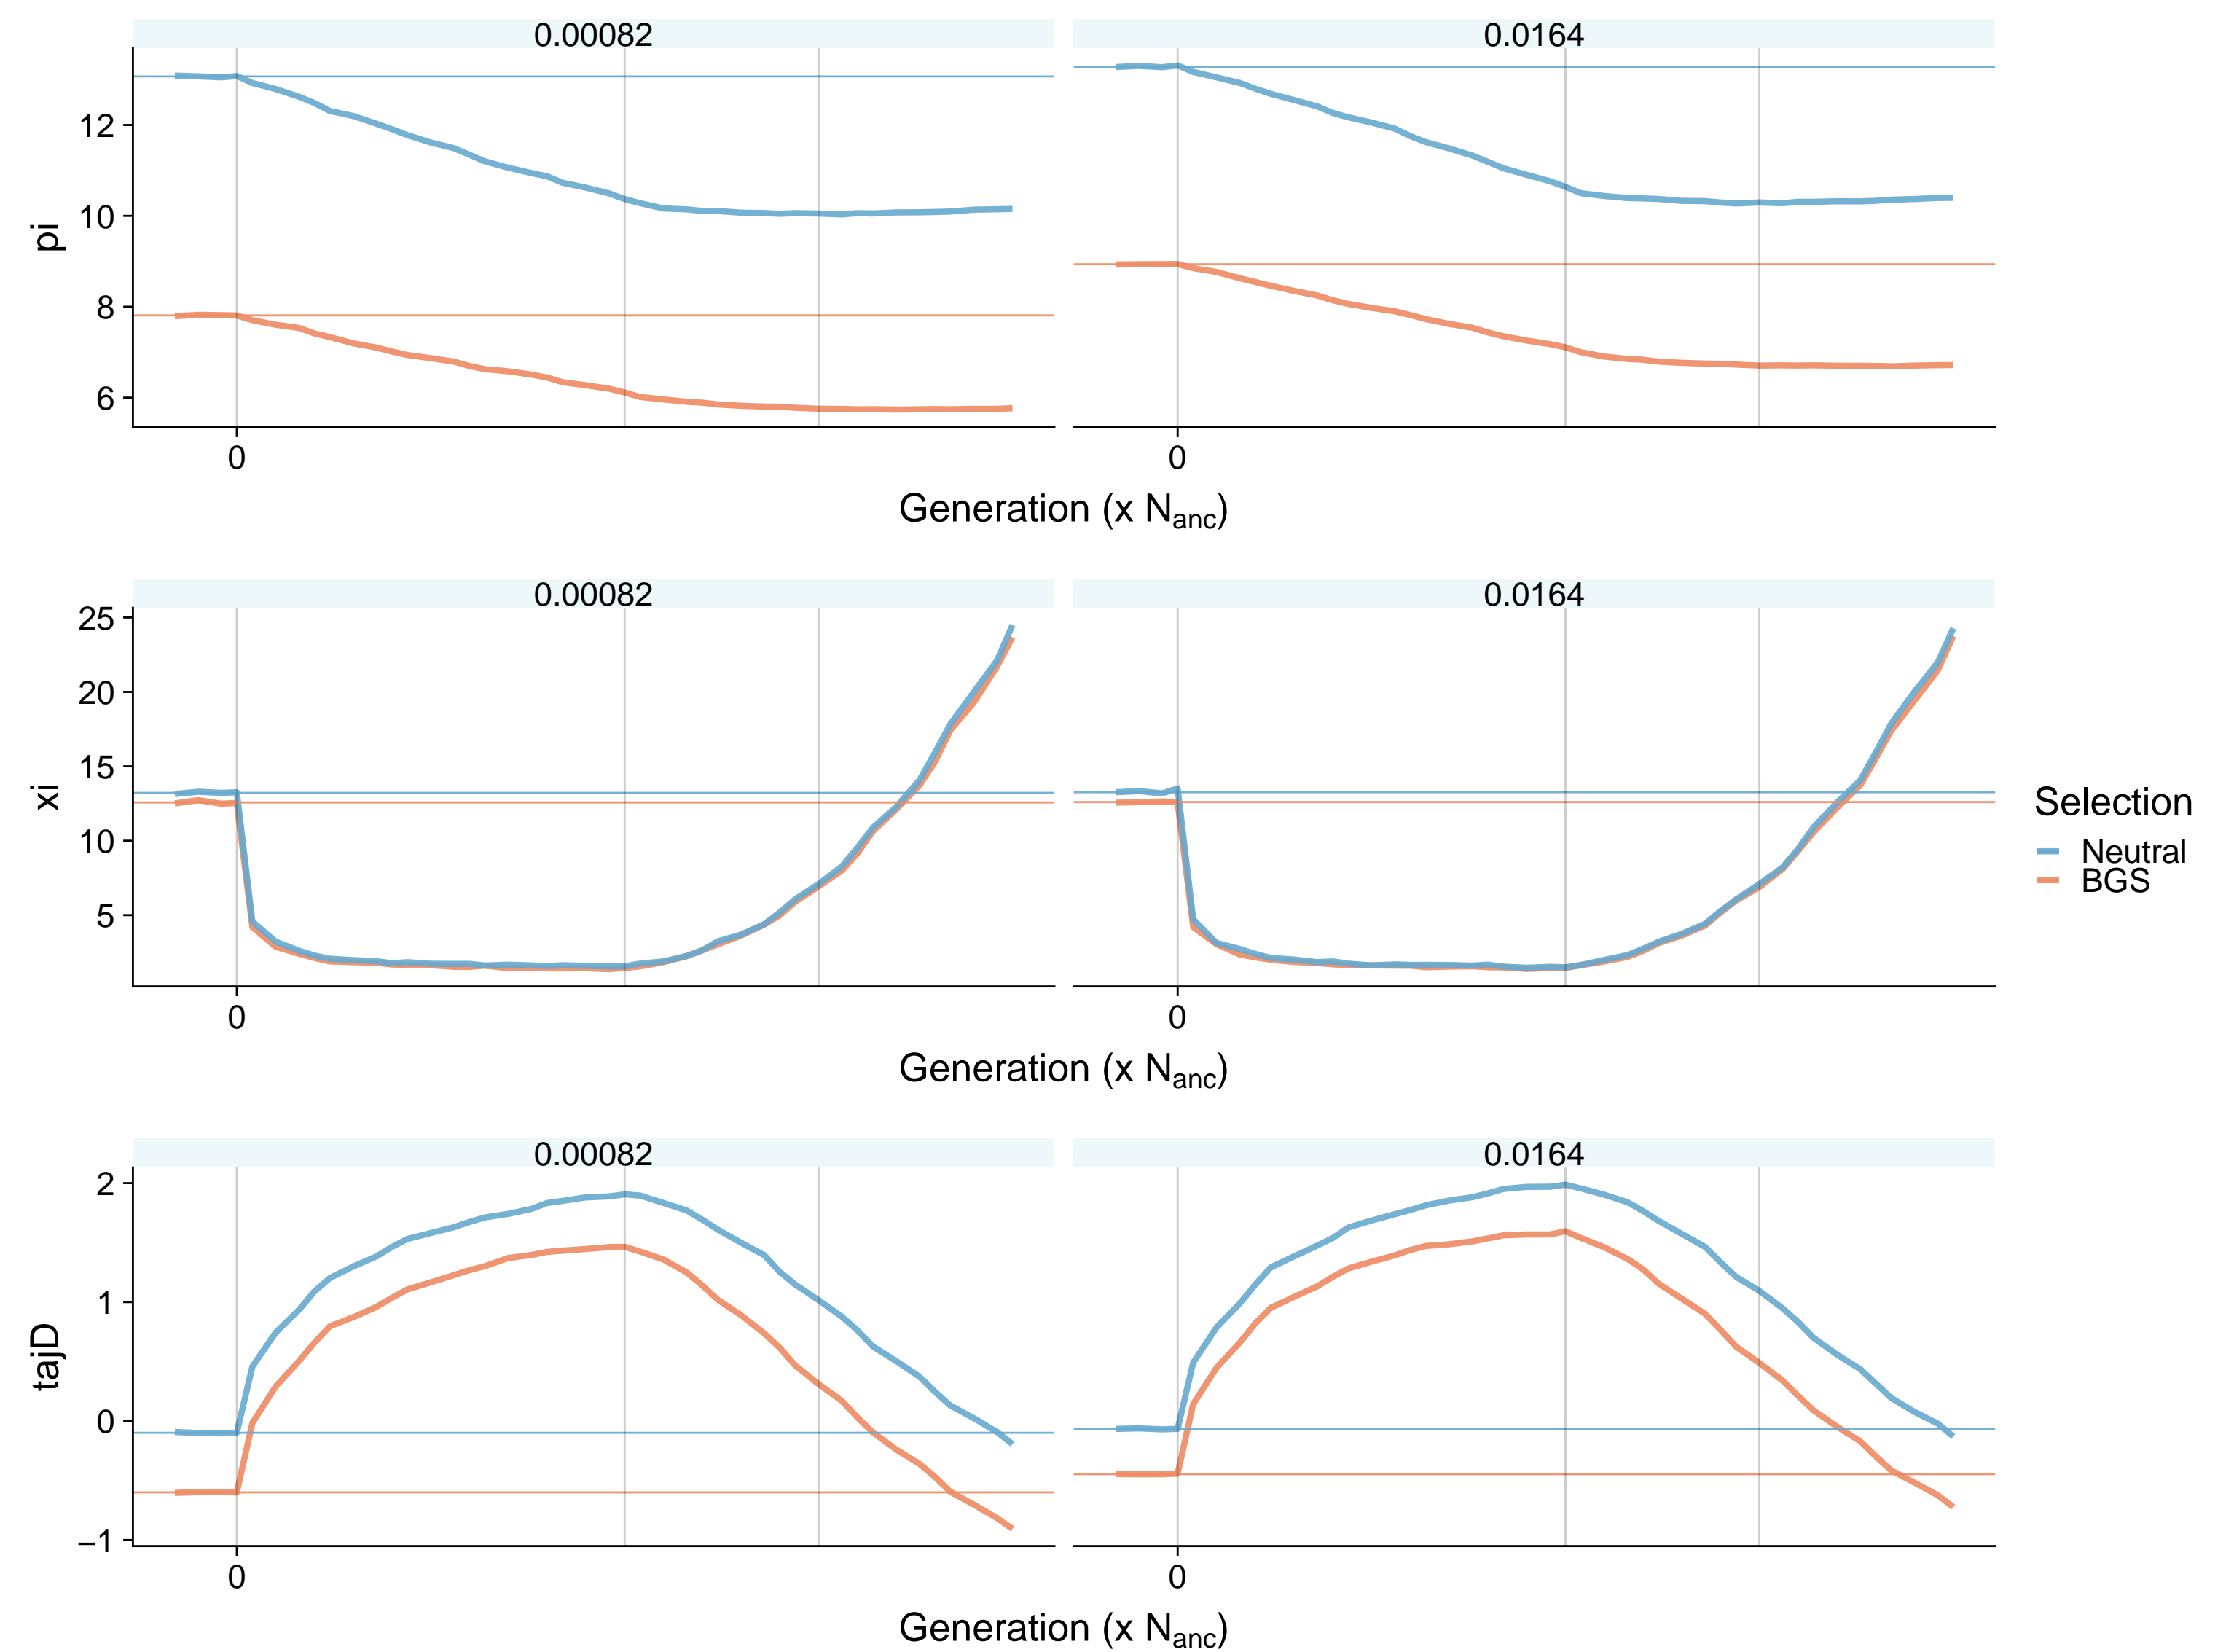 0.00082 0.0164
12
10
8
6
pi
0 0
Generation (x Nanc)
0.00082 0.0164
25
20
15
10
5
xi
0 0
Generation (x Nanc)
Selection
Neutral
BGS
0.00082 0.0164
2
1
0
−1
tajD
0 0
Generation (x Nanc)